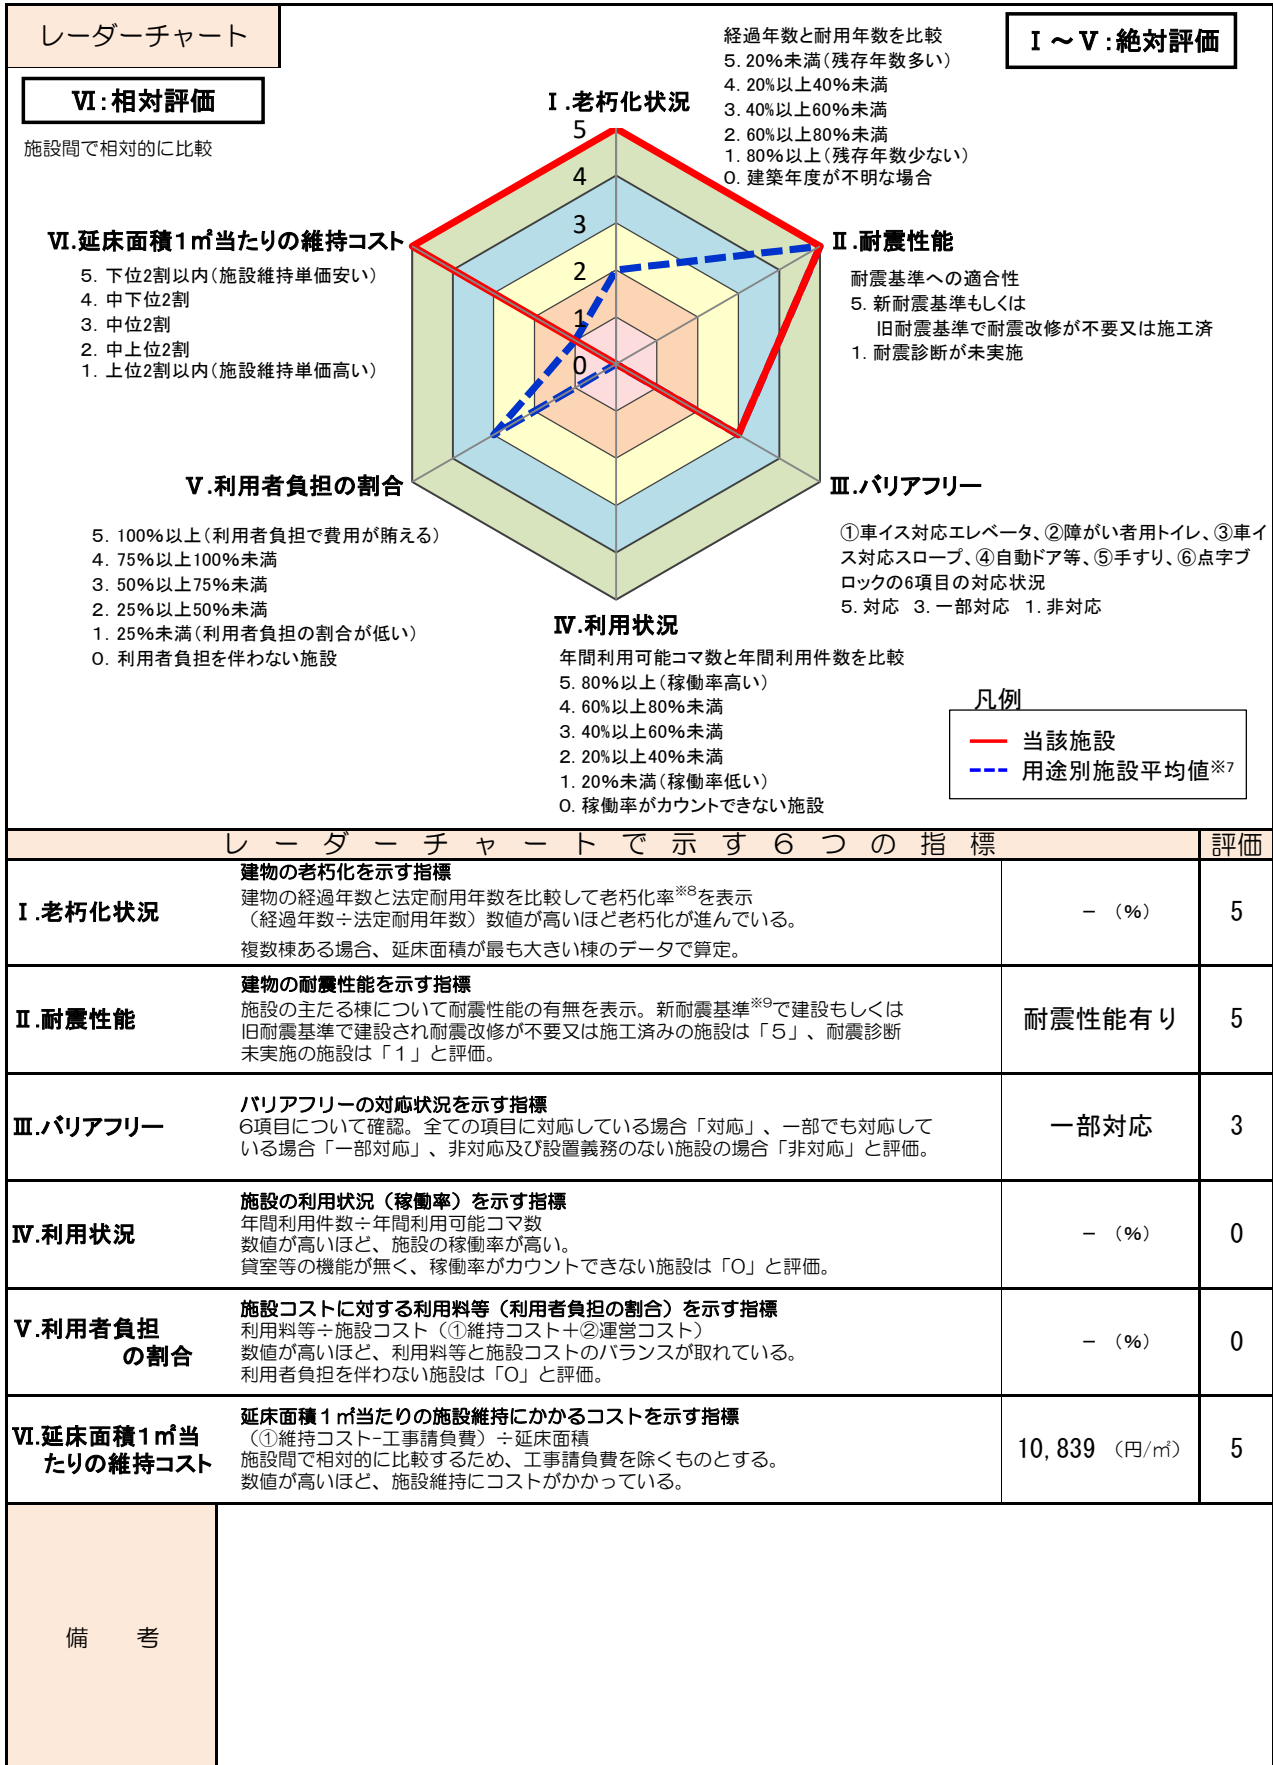 レーダーチャート
Ⅰ～Ⅴ:絶対評価
Ⅵ:相対評価
施設間で相対的に比較
経過年数と耐用年数を比較
5. 20%未満(残存年数多い)
4. 20%以上40%未満
3. 40%以上60%未満
2. 60%以上80%未満
1. 80%以上(残存年数少ない)
0. 建築年度が不明な場合
Ⅰ.老朽化状況
5
4
3
2
1
0
Ⅵ.延床面積1㎡当たりの維持コスト
5. 下位2割以内(施設維持単価安い)
4. 中下位2割
3. 中位2割
2. 中上位2割
1. 上位2割以内(施設維持単価高い)
Ⅱ.耐震性能
耐震基準への適合性
5. 新耐震基準もしくは
旧耐震基準で耐震改修が不要又は施工済
1. 耐震診断が未実施
Ⅴ.利用者負担の割合
5. 100%以上(利用者負担で費用が賄える)
4. 75%以上100%未満
3. 50%以上75%未満
2. 25%以上50%未満
1. 25%未満(利用者負担の割合が低い)
0. 利用者負担を伴わない施設
Ⅲ.バリアフリー
①車イス対応エレベータ、②障がい者用トイレ、③車イ
ス対応スロープ、④自動ドア等、⑤手すり、⑥点字ブ
ロックの6項目の対応状況
5. 対応 3. 一部対応 1. 非対応
Ⅳ.利用状況
年間利用可能コマ数と年間利用件数を比較
5. 80%以上(稼働率高い)
4. 60%以上80%未満
3. 40%以上60%未満
2. 20%以上40%未満
1. 20%未満(稼働率低い)
0. 稼働率がカウントできない施設
凡例
当該施設
用途別施設平均値※7
レーダーチャートで示す6つの指標 評価
Ⅰ.老朽化状況
建物の老朽化を示す指標
建物の経過年数と法定耐用年数を比較して老朽化率※8を表示
(経過年数÷法定耐用年数)数値が高いほど老朽化が進んでいる。
複数棟ある場合、延床面積が最も大きい棟のデータで算定。
− (%) 5
Ⅱ.耐震性能
建物の耐震性能を示す指標
施設の主たる棟について耐震性能の有無を表示。新耐震基準※9で建設もしくは
旧耐震基準で建設され耐震改修が不要又は施工済みの施設は「5」、耐震診断
未実施の施設は「1」と評価。
耐震性能有り 5
Ⅲ.バリアフリー
バリアフリーの対応状況を示す指標
6項目について確認。全ての項目に対応している場合「対応」、一部でも対応して
いる場合「一部対応」、非対応及び設置義務のない施設の場合「非対応」と評価。
一部対応 3
Ⅳ.利用状況
施設の利用状況(稼働率)を示す指標
年間利用件数÷年間利用可能コマ数
数値が高いほど、施設の稼働率が高い。
貸室等の機能が無く、稼働率がカウントできない施設は「0」と評価。
− (%) 0
Ⅴ.利用者負担
の割合
施設コストに対する利用料等(利用者負担の割合)を示す指標
利用料等÷施設コスト(①維持コスト+②運営コスト)
数値が高いほど、利用料等と施設コストのバランスが取れている。
利用者負担を伴わない施設は「0」と評価。
− (%) 0
Ⅵ.延床面積1㎡当
たりの維持コスト
延床面積1㎡当たりの施設維持にかかるコストを示す指標
(①維持コスト-工事請負費)÷延床面積
施設間で相対的に比較するため、工事請負費を除くものとする。
数値が高いほど、施設維持にコストがかかっている。
10,839 (円/㎡) 5
備考